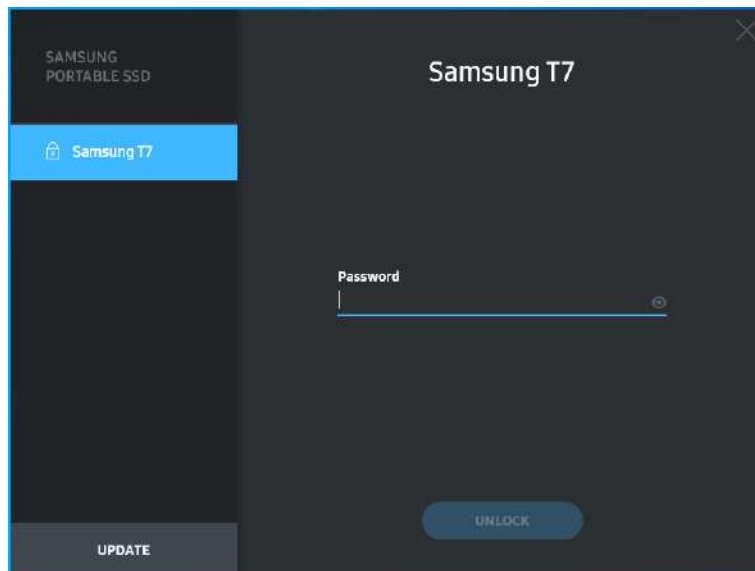 SAMSUNG
PORTABLE SSD
Samsung T7
Samsung T7
Password
UNLOCK
UPDATE